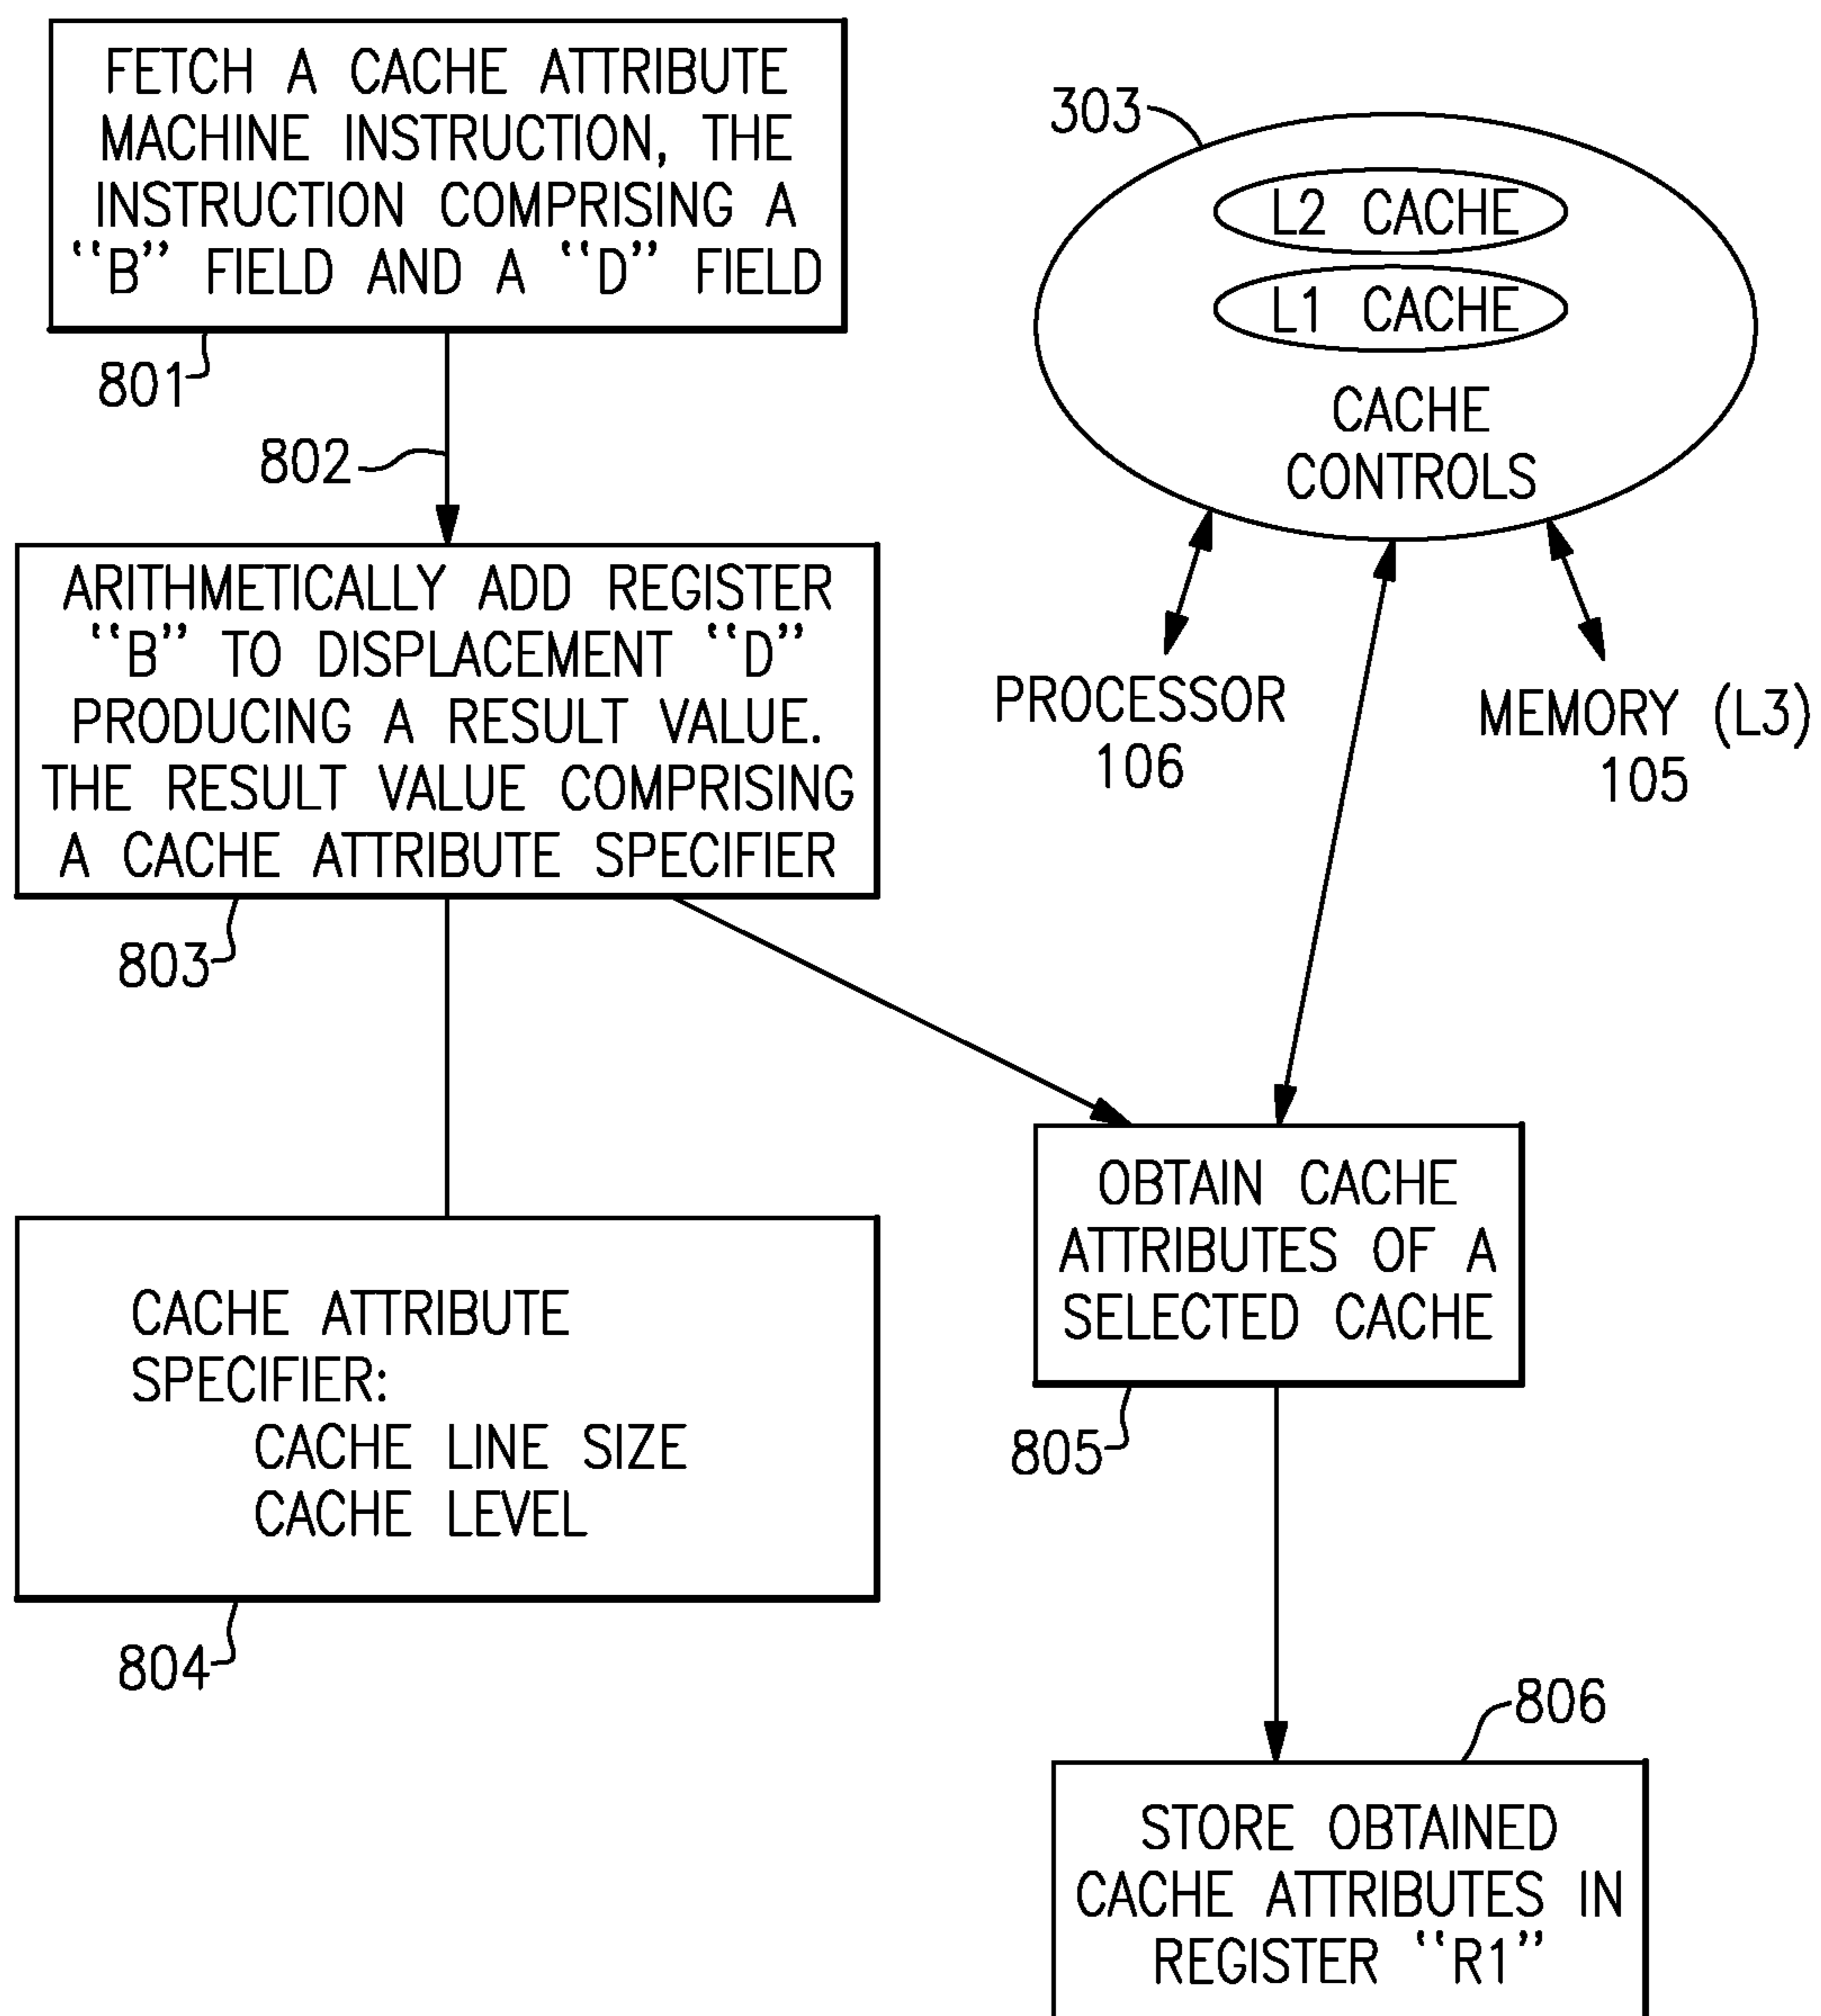 FETCH A CACHE ATTRIBUTE
MACHINE INSTRUCTION, THE
INSTRUCTION COMPRISING A
“B” FIELD AND A “D” FIELD
801
802
ARITHMETICALLY ADD REGISTER
“B” TO DISPLACEMENT “D”
PRODUCING A RESULT VALUE.
THE RESULT VALUE COMPRISING
A CACHE ATTRIBUTE SPECIFIER
803
CACHE ATTRIBUTE
SPECIFIER:
CACHE LINE SIZE
CACHE LEVEL
804
303
L2 CACHE
L1 CACHE
CACHE
CONTROLS
PROCESSOR
106
MEMORY (L3)
105
OBTAIN CACHE
ATTRIBUTES OF A
SELECTED CACHE
805
806
STORE OBTAINED
CACHE ATTRIBUTES IN
REGISTER “R1”